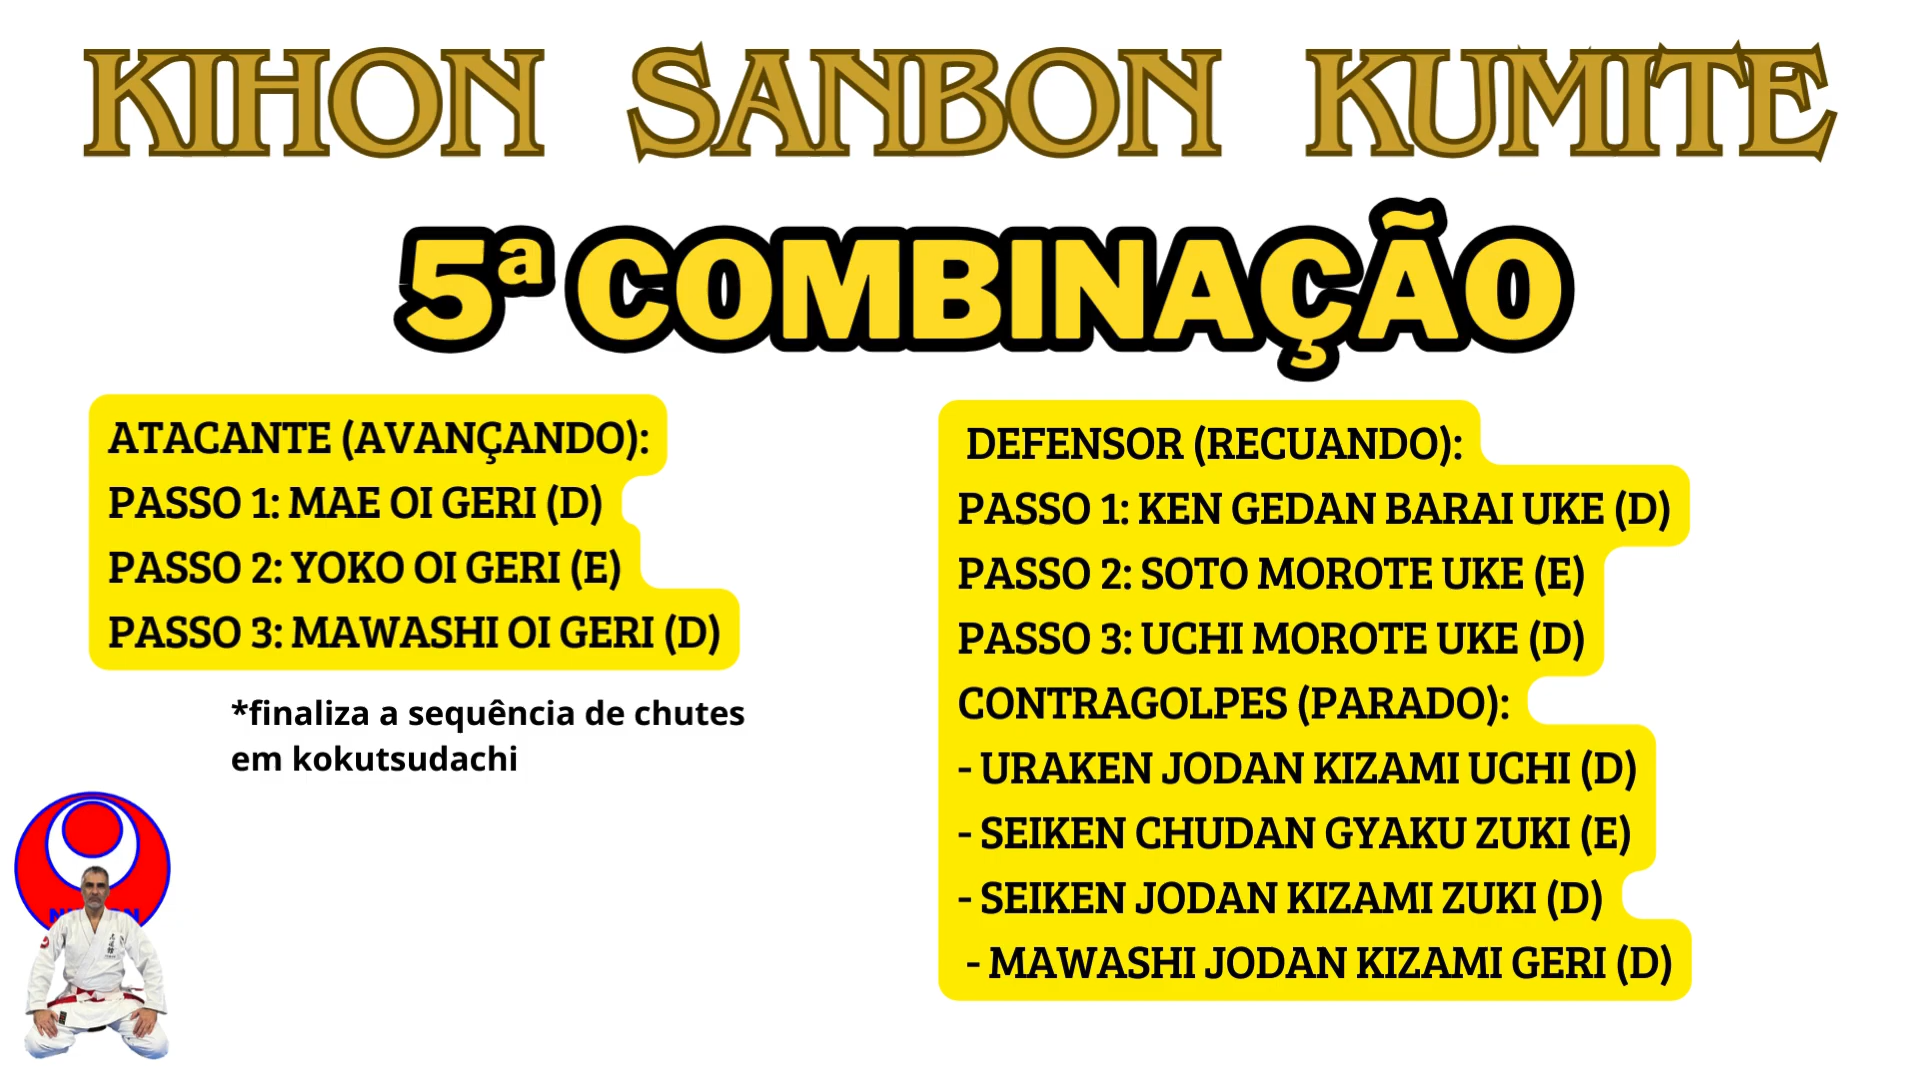 KIHON SANBON KUMITE
5ª COMBINAÇÃO
ATACANTE (AVANÇANDO):
PASSO 1: MAE OI GERI (D)
PASSO 2: YOKO OI GERI (E)
PASSO 3: MAWASHI OI GERI (D)
*finaliza a sequência de chutes
em kokutsudachi
DEFENSOR (RECUANDO):
PASSO 1: KEN GEDAN BARAI UKE (D)
PASSO 2: SOTO MOROTE UKE (E)
PASSO 3: UCHI MOROTE UKE (D)
CONTRAGOLPES (PARADO):
- URAKEN JODAN KIZAMI UCHI (D)
- SEIKEN CHUDAN GYAKU ZUKI (E)
- SEIKEN JODAN KIZAMI ZUKI (D)
- MAWASHI JODAN KIZAMI GERI (D)